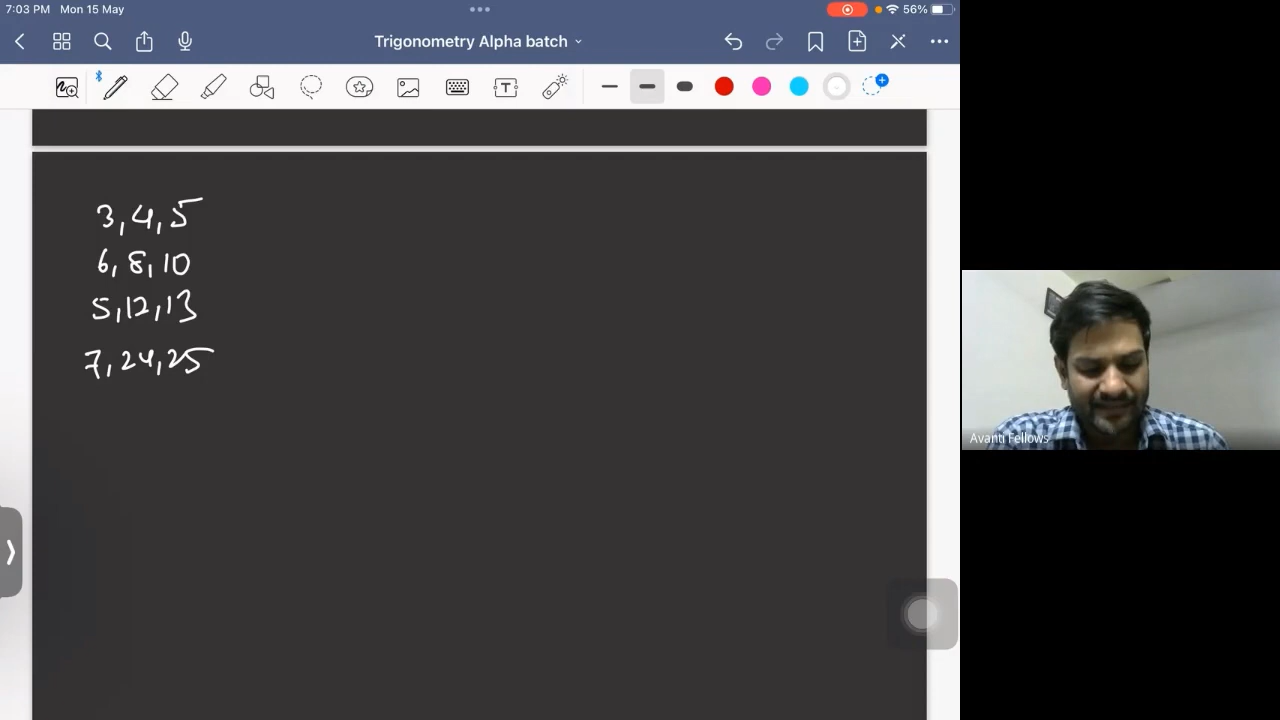 7:03 PM Mon 15 May
56%
Trigonometry Alpha batch
T
3, 4, 5
6, 8, 10
5, 12, 13
7, 24, 25
Avanti Fellows